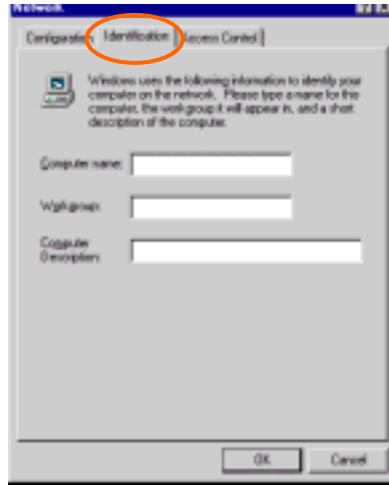 Network
Configuration Identification Access Control
Windows uses the following information to identify your
computer on the network. Please type a name for this
computer, the workgroup it will appear in, and a short
description of the computer.
Computer name:
Workgroup:
Computer
Description:
OK Cancel